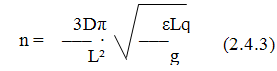 n = 3Dπ/L² · √(εLq/g) (2.4.3)